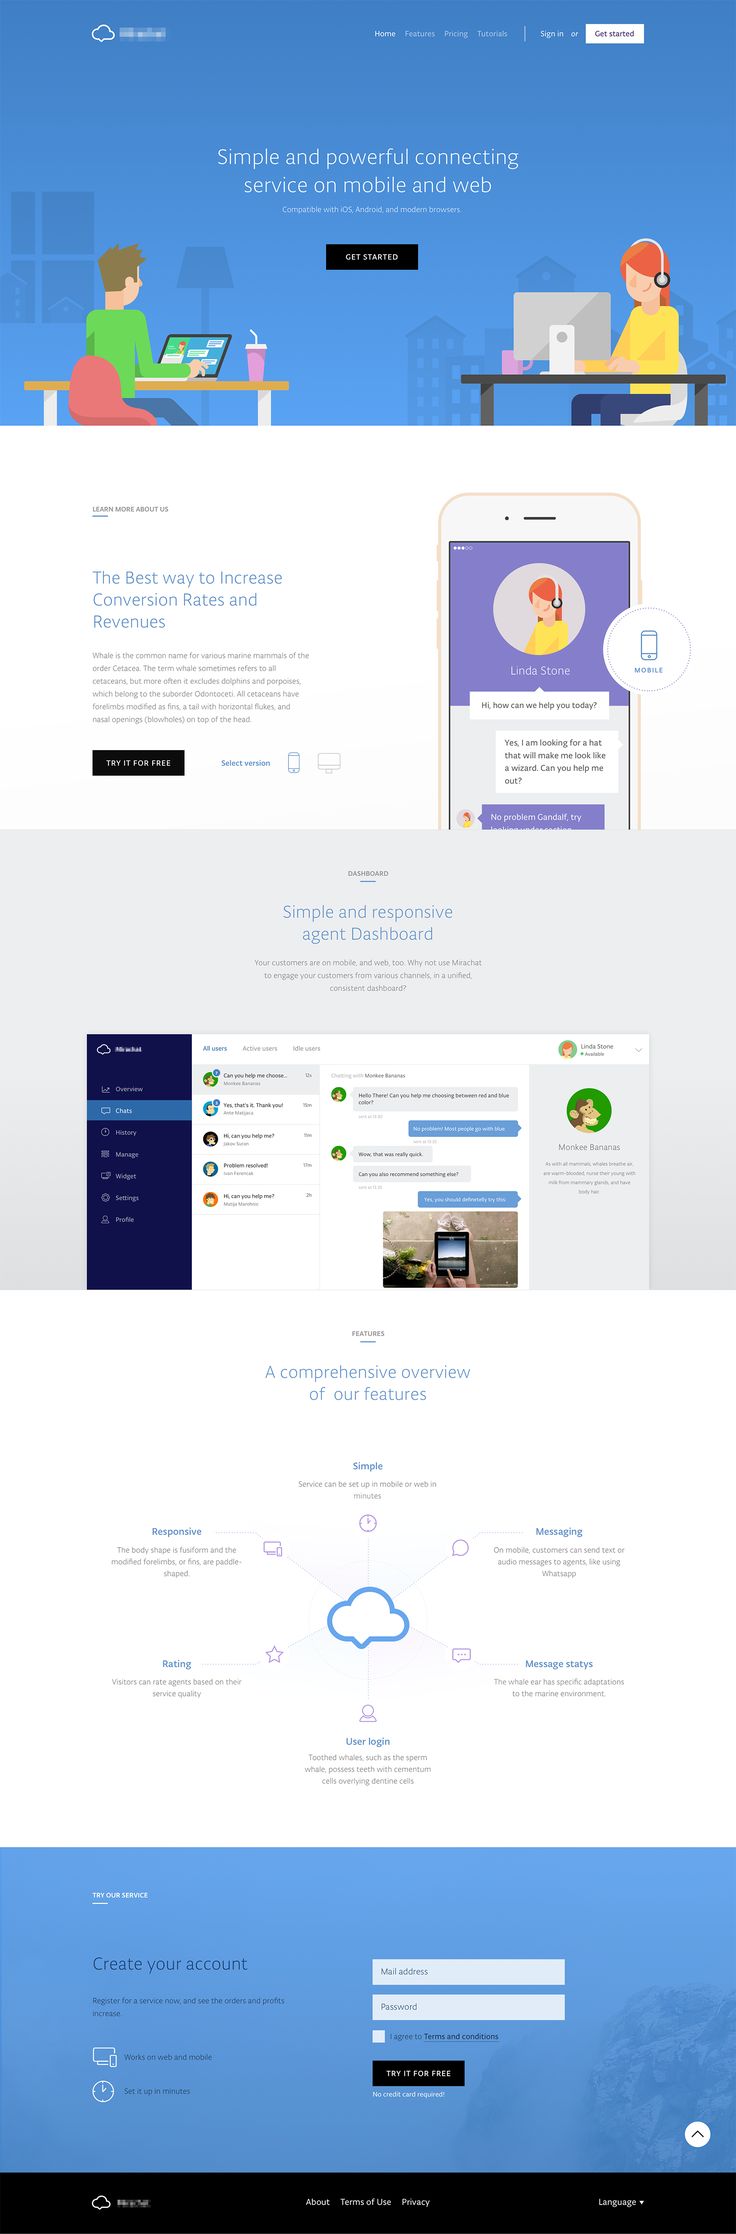 Home Features Pricing Tutorials Sign in or Get started
Simple and powerful connecting
service on mobile and web
Compatible with iOS, Android, and modern browsers
GET STARTED
LEARN MORE ABOUT US
The Best way to Increase
Conversion Rates and
Revenues
Whale is the common name for various marine mammals of the
order Cetacea. The term whale sometimes refers to all
cetaceans, but more often it excludes dolphins and porpoises,
which belong to the suborder Odontoceti. All cetaceans have
forelimbs modified as fins, a tail with horizontal flukes, and
nasal openings (blowholes) on top of the head.
TRY IT FOR FREE
Select version
Linda Stone
MOBILE
Hi, how can we help you today?
Yes, I am looking for a hat
that will make me look like
a wizard. Can you help me
out?
No problem Gandalf, try
looking under section
DASHBOARD
Simple and responsive
agent Dashboard
Your customers are on mobile, and web, too. Why not use Mirachat
to engage your customers from various channels, in a unified,
consistent dashboard?
Overview
Chats
History
Manage
Widget
Settings
Profile
All users Active users Idle users
Can you help me choose... 12s
Monkee Bananas
Yes, that's it. Thank you! 15m
Ante Matijaca
Hi, can you help me? 11m
Jakov Suton
Problem resolved! 17m
Ivan Ferencak
Hi, can you help me? 2h
Matija Marohnic
Chatting with Monkee Bananas
Hello There! Can you help me choosing between red and blue
color?
sent at 13:30
No problem! Most people go with blue
sent at 13:35
Wow, that was really quick.
Can you also recommend something else?
sent at 13:35
Yes, you should definetelly try this:
Linda Stone
Available
Monkee Bananas
As with all mammals, whales breathe air,
are warm-blooded, nurse their young with
milk from mammary glands, and have
body hair.
FEATURES
A comprehensive overview
of our features
Simple
Service can be set up in mobile or web in
minutes
Responsive
The body shape is fusiform and the
modified forelimbs, or fins, are paddle-
shaped.
Messaging
On mobile, customers can send text or
audio messages to agents, like using
Whatsapp
Rating
Visitors can rate agents based on their
service quality
Message statys
The whale ear has specific adaptations
to the marine environment.
User login
Toothed whales, such as the sperm
whale, possess teeth with cementum
cells overlying dentine cells
TRY OUR SERVICE
Create your account
Register for a service now, and see the orders and profits
increase.
Works on web and mobile
Set it up in minutes
Mail address
Password
I agree to Terms and conditions
TRY IT FOR FREE
No credit card required!
About Terms of Use Privacy
Language